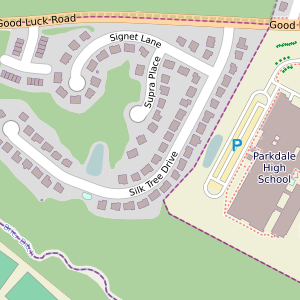 Good Luck Road
Good
Signet Lane
Supra Place
P
Parkdale
High
School
Silk Tree Drive